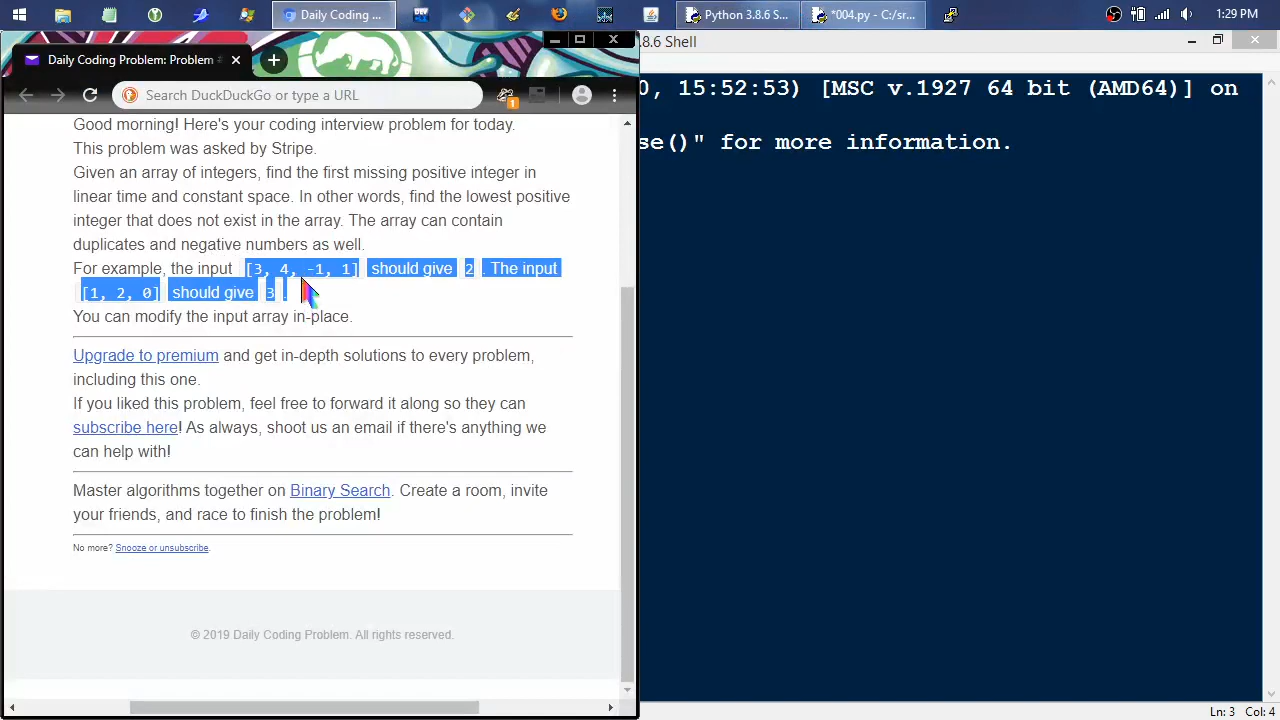 Daily Coding ...
Python 3.8.6 S...
*004.py - C:/sr...
1:29 PM
Daily Coding Problem: Problem
.8.6 Shell
Search DuckDuckGo or type a URL
1
Good morning! Here's your coding interview problem for today.
This problem was asked by Stripe.
Given an array of integers, find the first missing positive integer in
linear time and constant space. In other words, find the lowest positive
integer that does not exist in the array. The array can contain
duplicates and negative numbers as well.
For example, the input [3, 4, -1, 1] should give 2 . The input
[1, 2, 0] should give 3 .
You can modify the input array in-place.
Upgrade to premium and get in-depth solutions to every problem,
including this one.
If you liked this problem, feel free to forward it along so they can
subscribe here! As always, shoot us an email if there's anything we
can help with!
Master algorithms together on Binary Search. Create a room, invite
your friends, and race to finish the problem!
No more? Snooze or unsubscribe.
© 2019 Daily Coding Problem. All rights reserved.
0, 15:52:53) [MSC v.1927 64 bit (AMD64)] on
se()" for more information.
Ln: 3 Col: 4